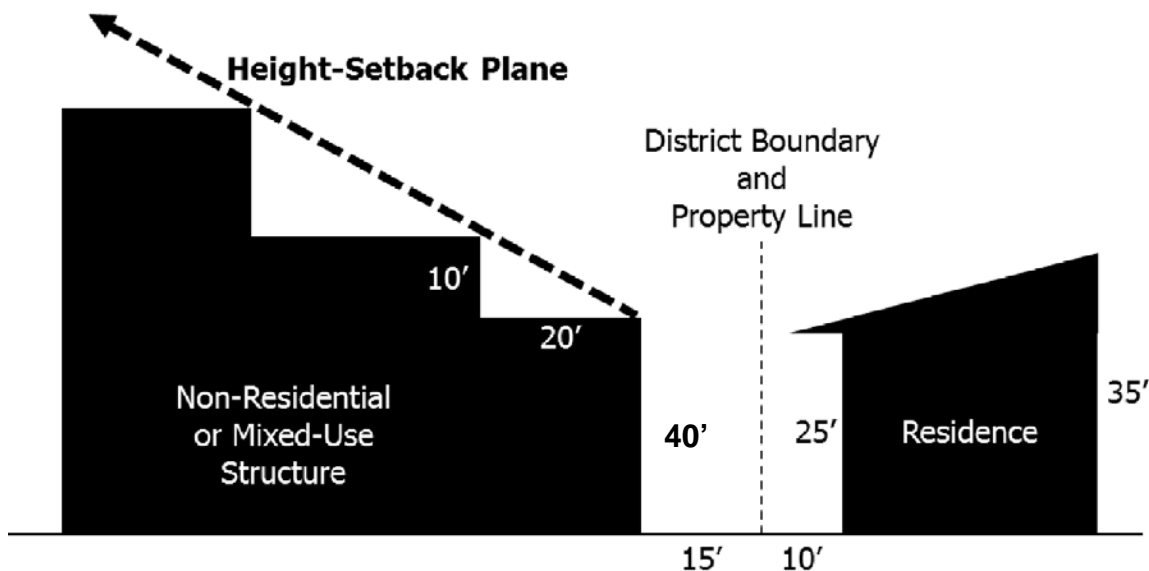 Height-Setback Plane
District Boundary
and
Property Line
10′
20′
Non-Residential
or Mixed-Use
Structure
40’
25′
Residence
35′
15′
10′